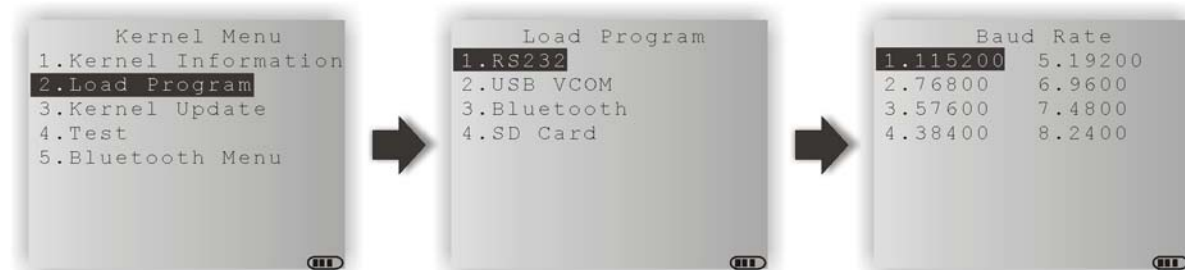 Kernel Menu
1.Kernel Information
2.Load Program
3.Kernel Update
4.Test
5.Bluetooth Menu
Load Program
1.RS232
2.USB VCOM
3.Bluetooth
4.SD Card
Baud Rate
1.115200 5.19200
2.76800 6.9600
3.57600 7.4800
4.38400 8.2400